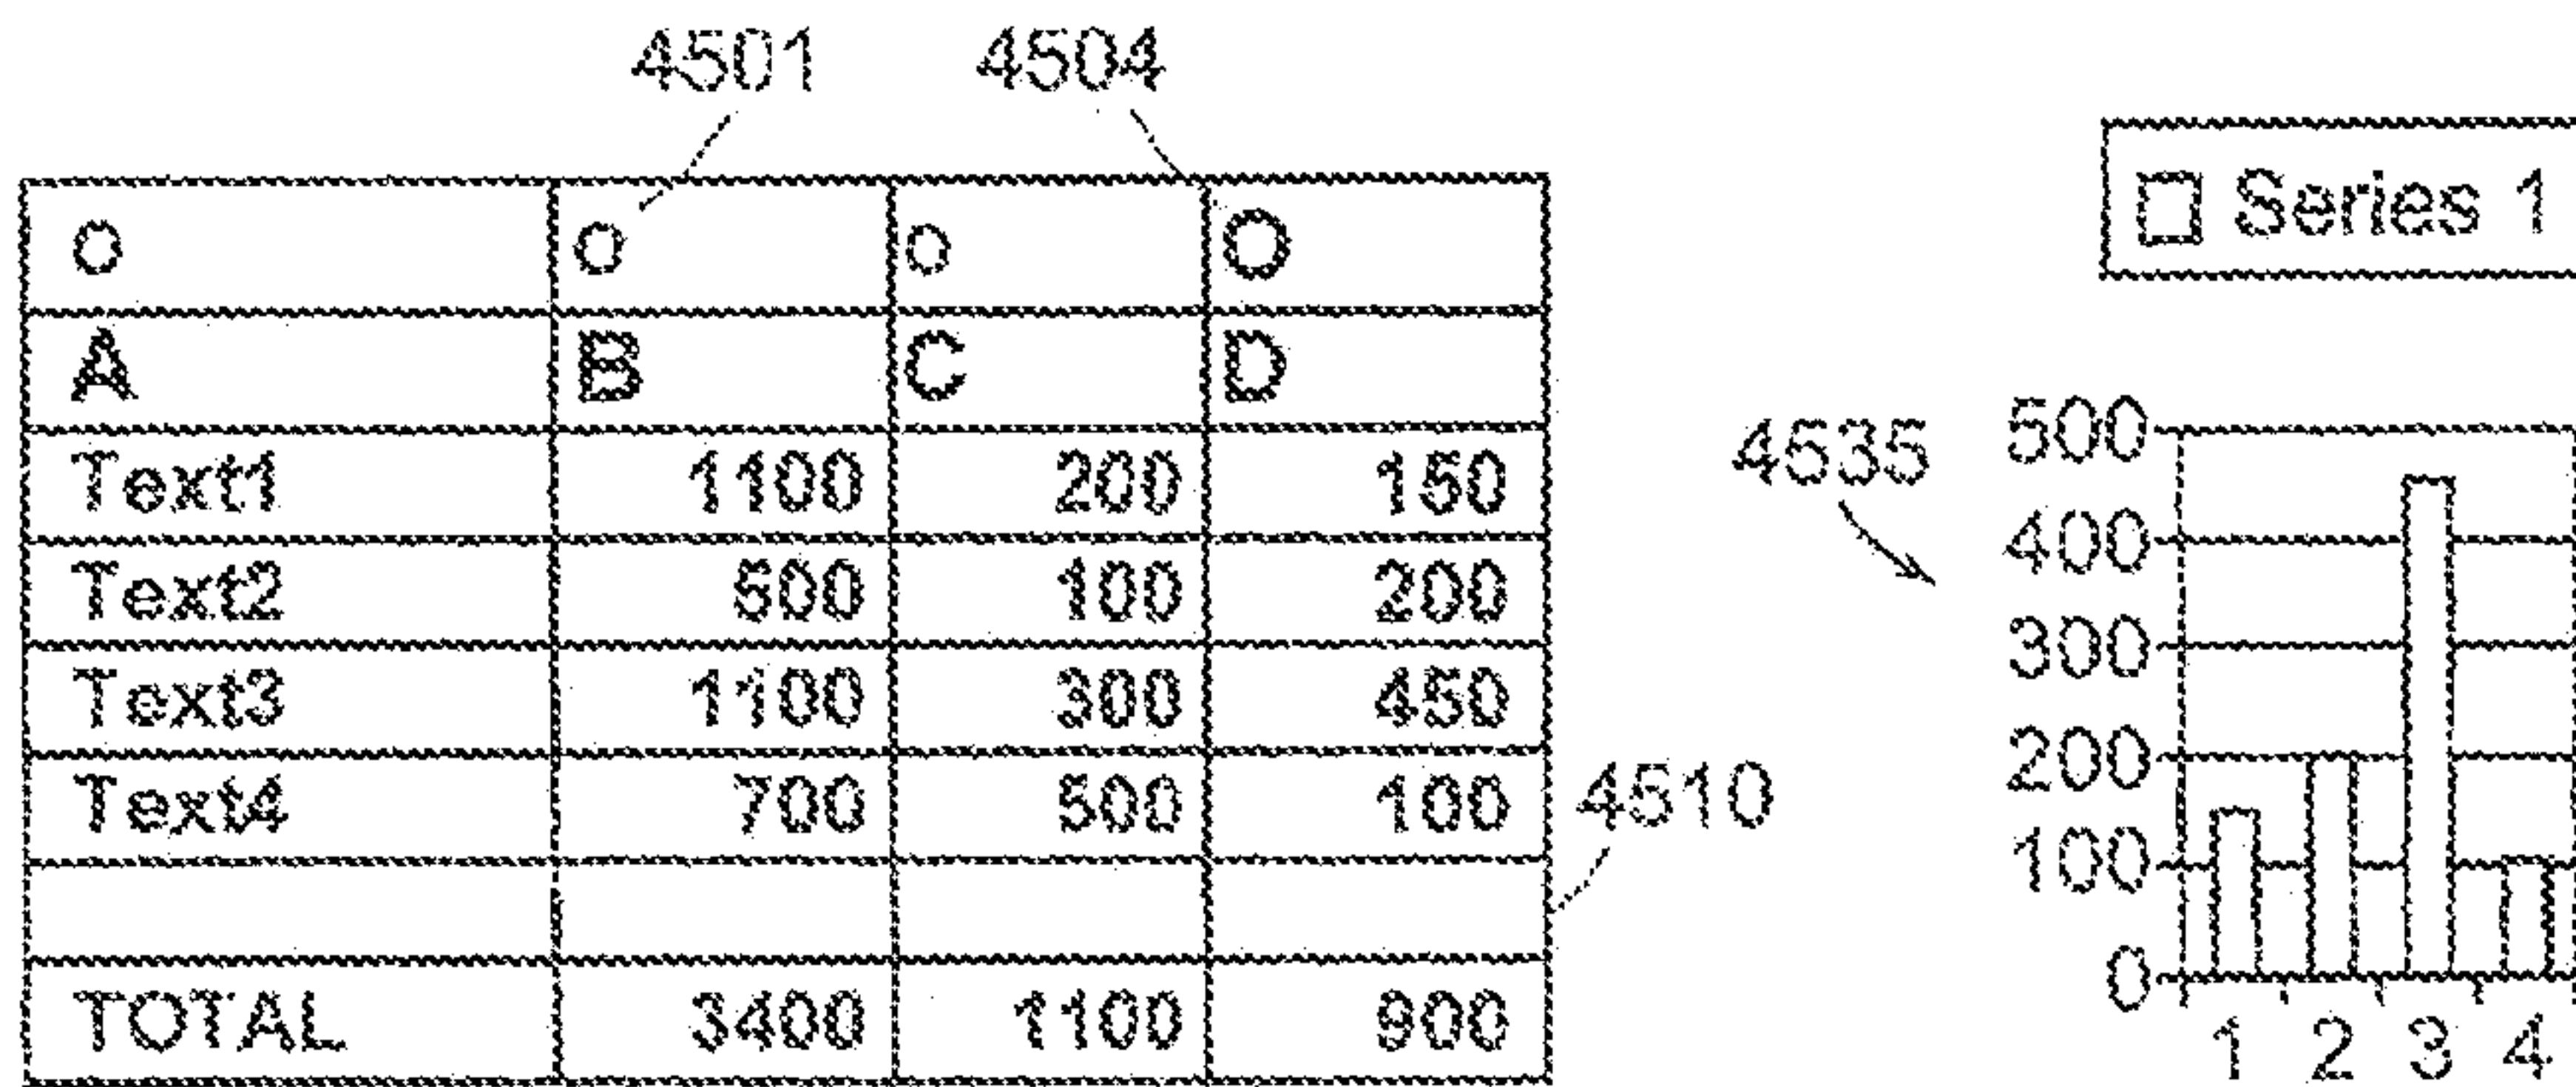 4501 4504
O O O O
A B C D
Text1 1100 200 150
Text2 500 100 200
Text3 1100 300 450
Text4 700 500 100
TOTAL 3400 1100 900
4510
Series 1
4535
500
400
300
200
100
0
1 2 3 4